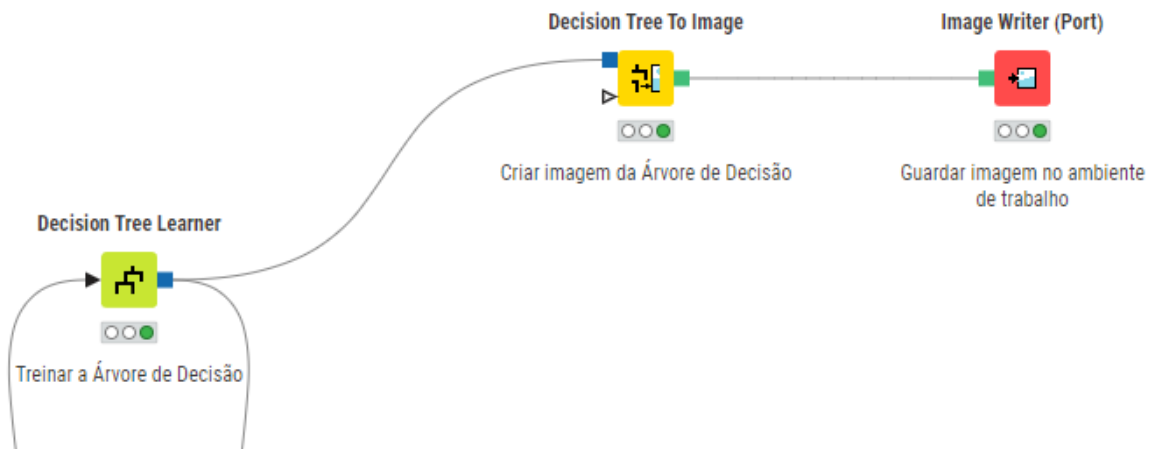 Decision Tree To Image
Image Writer (Port)
Criar imagem da Árvore de Decisão
Guardar imagem no ambiente
de trabalho
Decision Tree Learner
Treinar a Árvore de Decisão